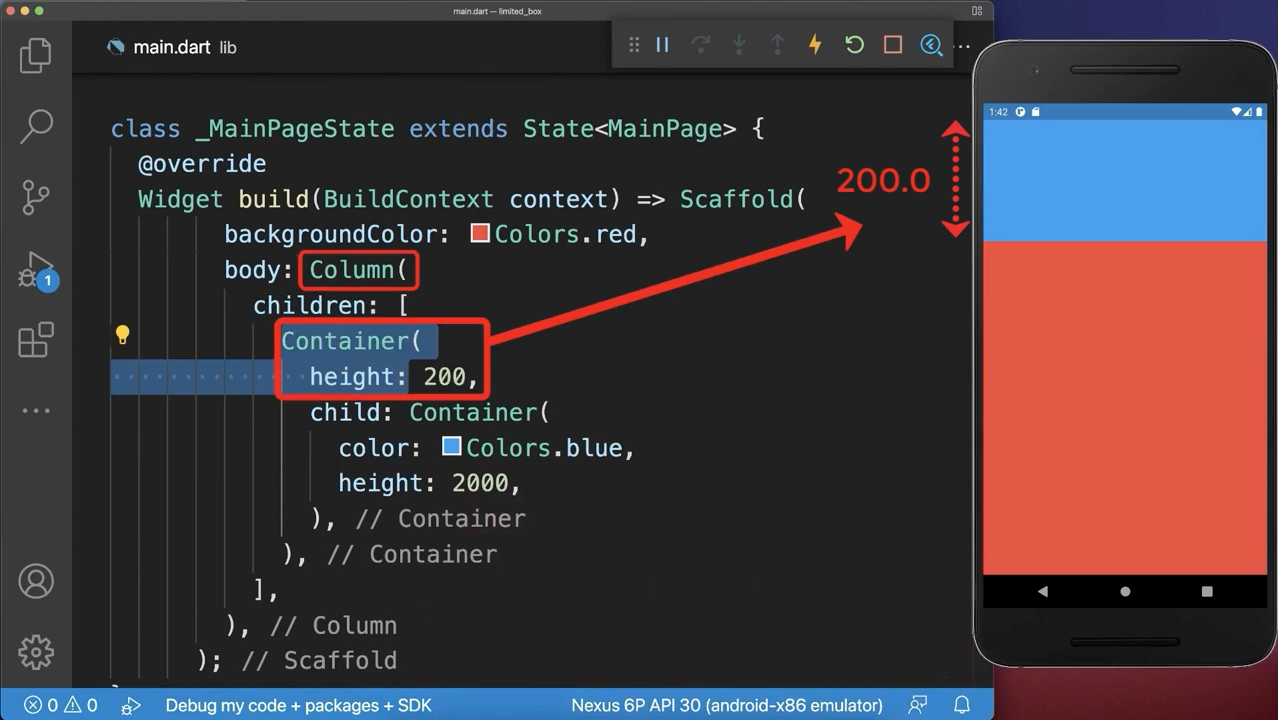 main.dart — limited_box
main.dart lib
class _MainPageState extends State<MainPage> {
@override
Widget build(BuildContext context) => Scaffold(
backgroundColor: Colors.red,
body: Column(
children: [
Container(
height: 200,
child: Container(
color: Colors.blue,
height: 2000,
), // Container
), // Container
],
), // Column
); // Scaffold
200.0
1:42
1
0 0 Debug my code + packages + SDK Nexus 6P API 30 (android-x86 emulator)